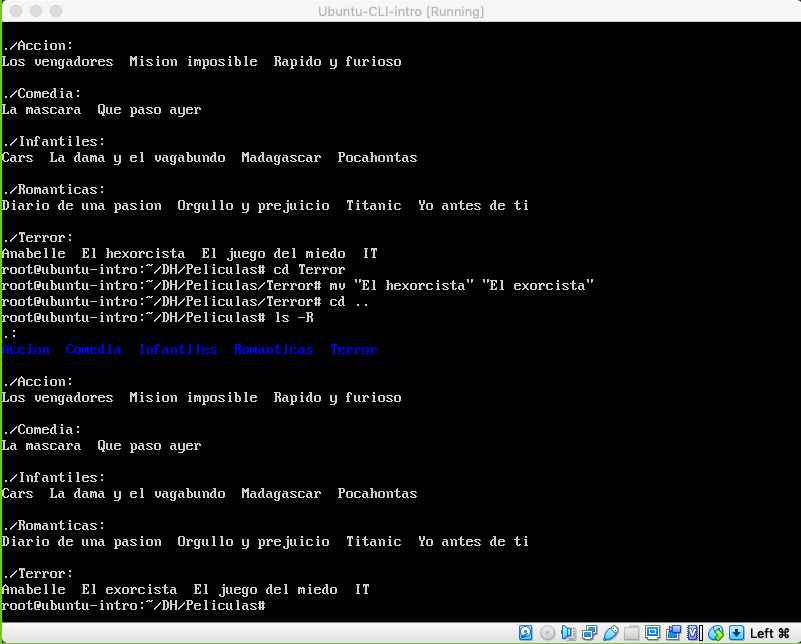 Ubuntu-CLI-intro [Running]
./Accion:
Los vengadores  Mision imposible  Rapido y furioso
./Comedia:
La mascara  Que paso ayer
./Infantiles:
Cars  La dama y el vagabundo  Madagascar  Pocahontas
./Romanticas:
Diario de una pasion  Orgullo y prejuicio  Titanic  Yo antes de ti
./Terror:
Anabelle  El hexorcista  El juego del miedo  IT
root@ubuntu-intro:~/DH/Peliculas# cd Terror
root@ubuntu-intro:~/DH/Peliculas/Terror# mv "El hexorcista" "El exorcista"
root@ubuntu-intro:~/DH/Peliculas/Terror# cd ..
root@ubuntu-intro:~/DH/Peliculas# ls -R
.:
Accion  Comedia  Infantiles  Romanticas  Terror
./Accion:
Los vengadores  Mision imposible  Rapido y furioso
./Comedia:
La mascara  Que paso ayer
./Infantiles:
Cars  La dama y el vagabundo  Madagascar  Pocahontas
./Romanticas:
Diario de una pasion  Orgullo y prejuicio  Titanic  Yo antes de ti
./Terror:
Anabelle  El exorcista  El juego del miedo  IT
root@ubuntu-intro:~/DH/Peliculas#
Left ⌘